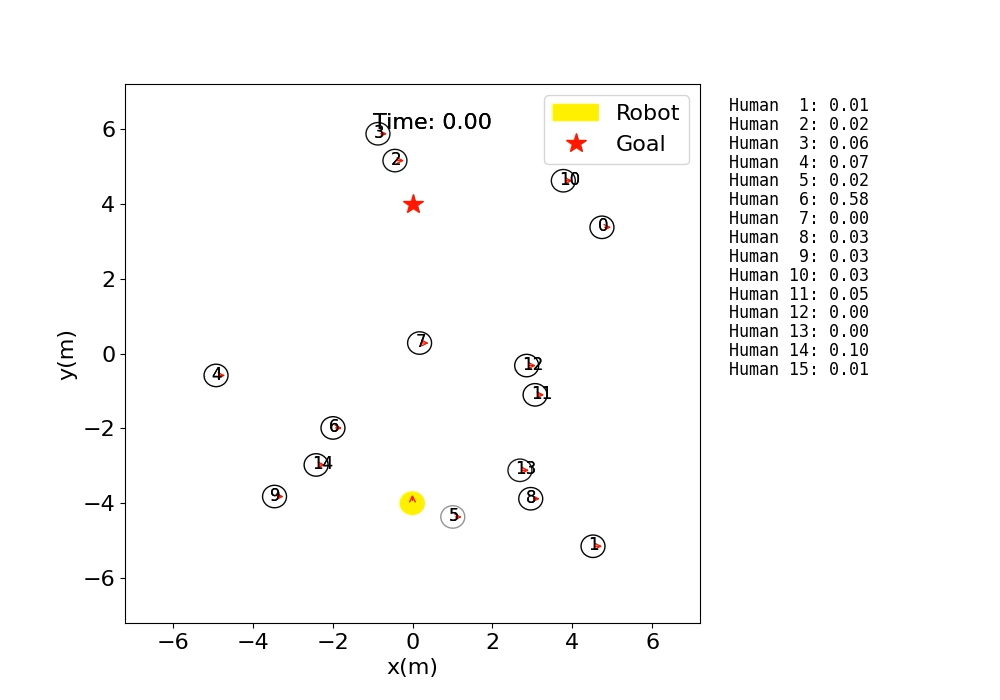 Time: 0.00
Robot
Goal
Human  1: 0.01
Human  2: 0.02
Human  3: 0.06
Human  4: 0.07
Human  5: 0.02
Human  6: 0.58
Human  7: 0.00
Human  8: 0.03
Human  9: 0.03
Human 10: 0.03
Human 11: 0.05
Human 12: 0.00
Human 13: 0.00
Human 14: 0.10
Human 15: 0.01
3
2
10
0
7
12
4
11
6
14
13
9
8
5
1
6
4
2
0
−2
−4
−6
y(m)
−6 −4 −2 0 2 4 6
x(m)